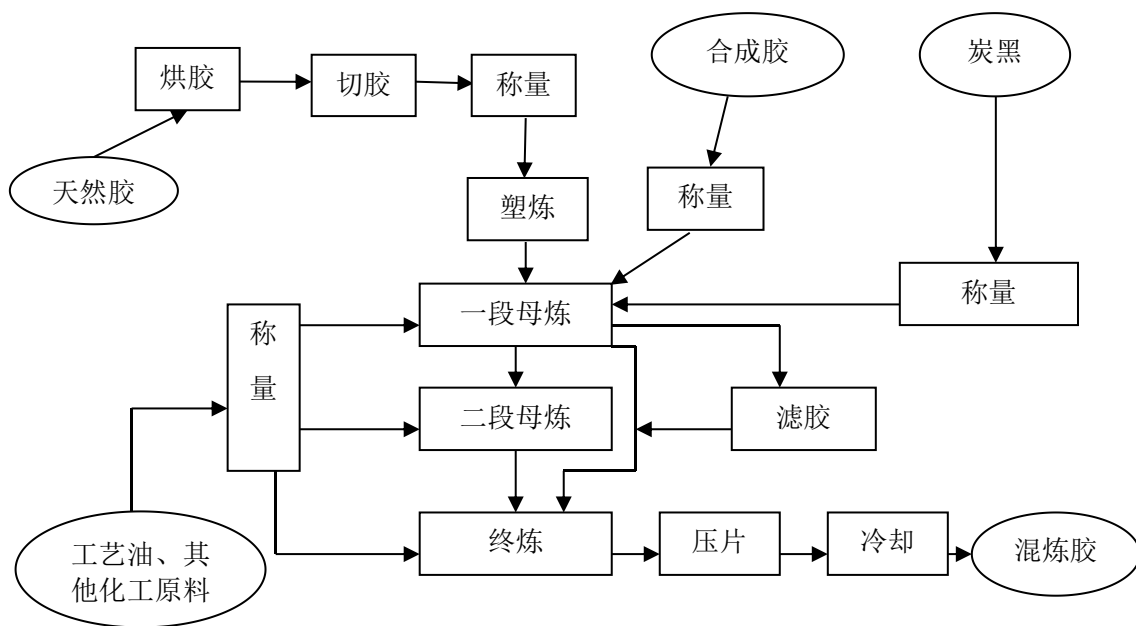 合成胶
炭黑
烘胶
切胶
称量
天然胶
塑炼
称量
称量
一段母炼
称
量
二段母炼
滤胶
工艺油、其
他化工原料
终炼
压片
冷却
混炼胶